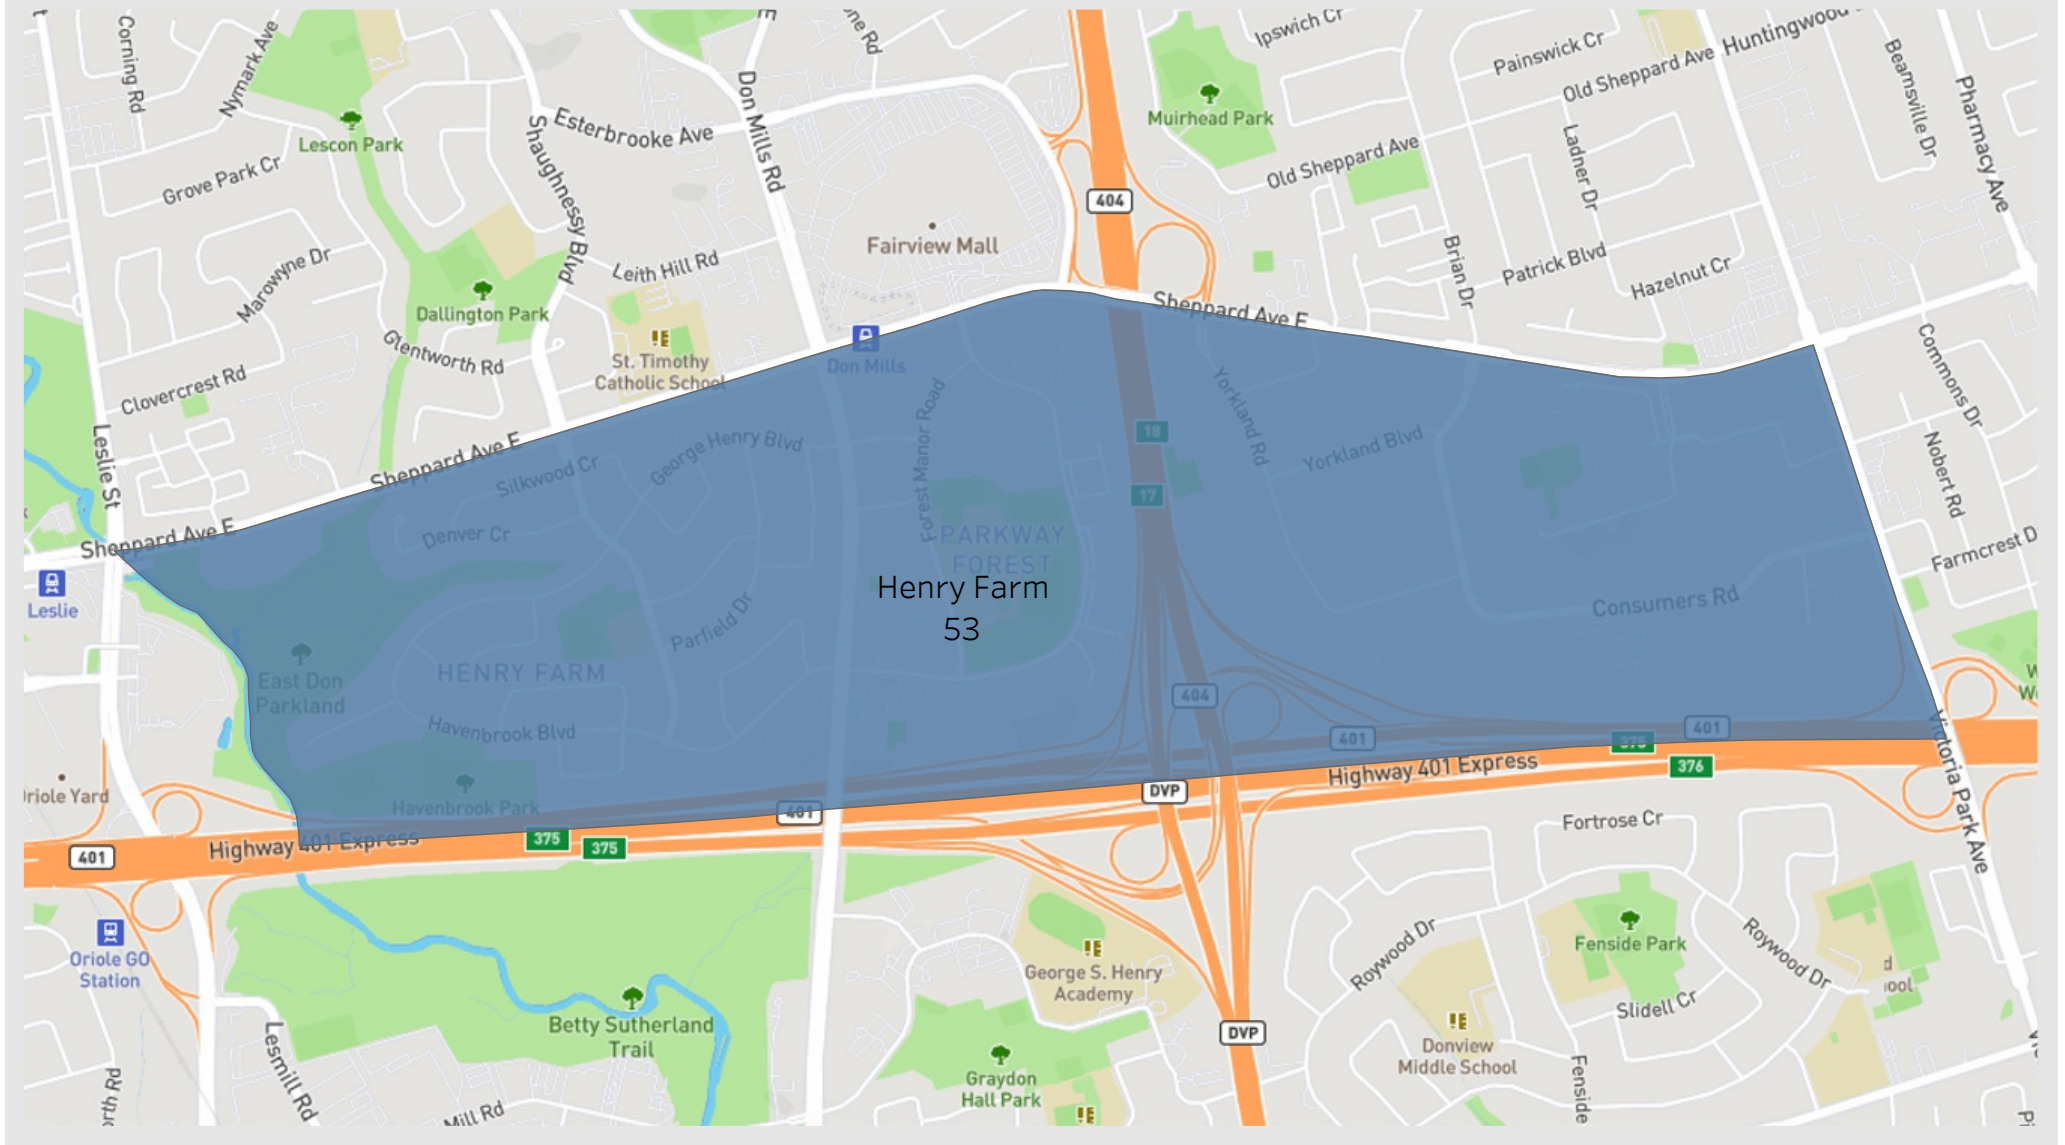 Corning Rd
Nymark Ave
Ipswich Cr
Painswick Cr
Old Sheppard Ave
Huntingwood
Beamsville Dr
Pharmacy Ave
Don Mills Rd
Esterbrooke Ave
Shaughnessy Blvd
Lescon Park
Grove Park Cr
Muirhead Park
Old Sheppard Ave
Ladner Dr
404
Fairview Mall
Marowyne Dr
Leith Hill Rd
Brian Dr
Patrick Blvd
Hazelnut Cr
Dallington Park
Sheppard Ave E
Glentworth Rd
St. Timothy
Catholic School
Don Mills
Commons Dr
Clovercrest Rd
Forest Manor Road
Yorkland Rd
Leslie St
Sheppard Ave E
Silkwood Cr
George Henry Blvd
18
Yorkland Blvd
Nobert Rd
17
Sheppard Ave E
Denver Cr
PARKWAY
FOREST
Farmcrest D
Leslie
Henry Farm
53
Consumers Rd
Parfield Dr
HENRY FARM
East Don
Parkland
404
Havenbrook Blvd
401
401
375
376
Highway 401 Express
Victoria Park Ave
DVP
Havenbrook Park
401
Highway 401 Express
375
375
401
Fortrose Cr
Oriole GO
Station
George S. Henry
Academy
Roywood Dr
Fenside Park
Roywood Dr
Slidell Cr
Betty Sutherland
Trail
DVP
Donview
Middle School
Lesmill Rd
Graydon
Hall Park
Fenside
Mill Rd